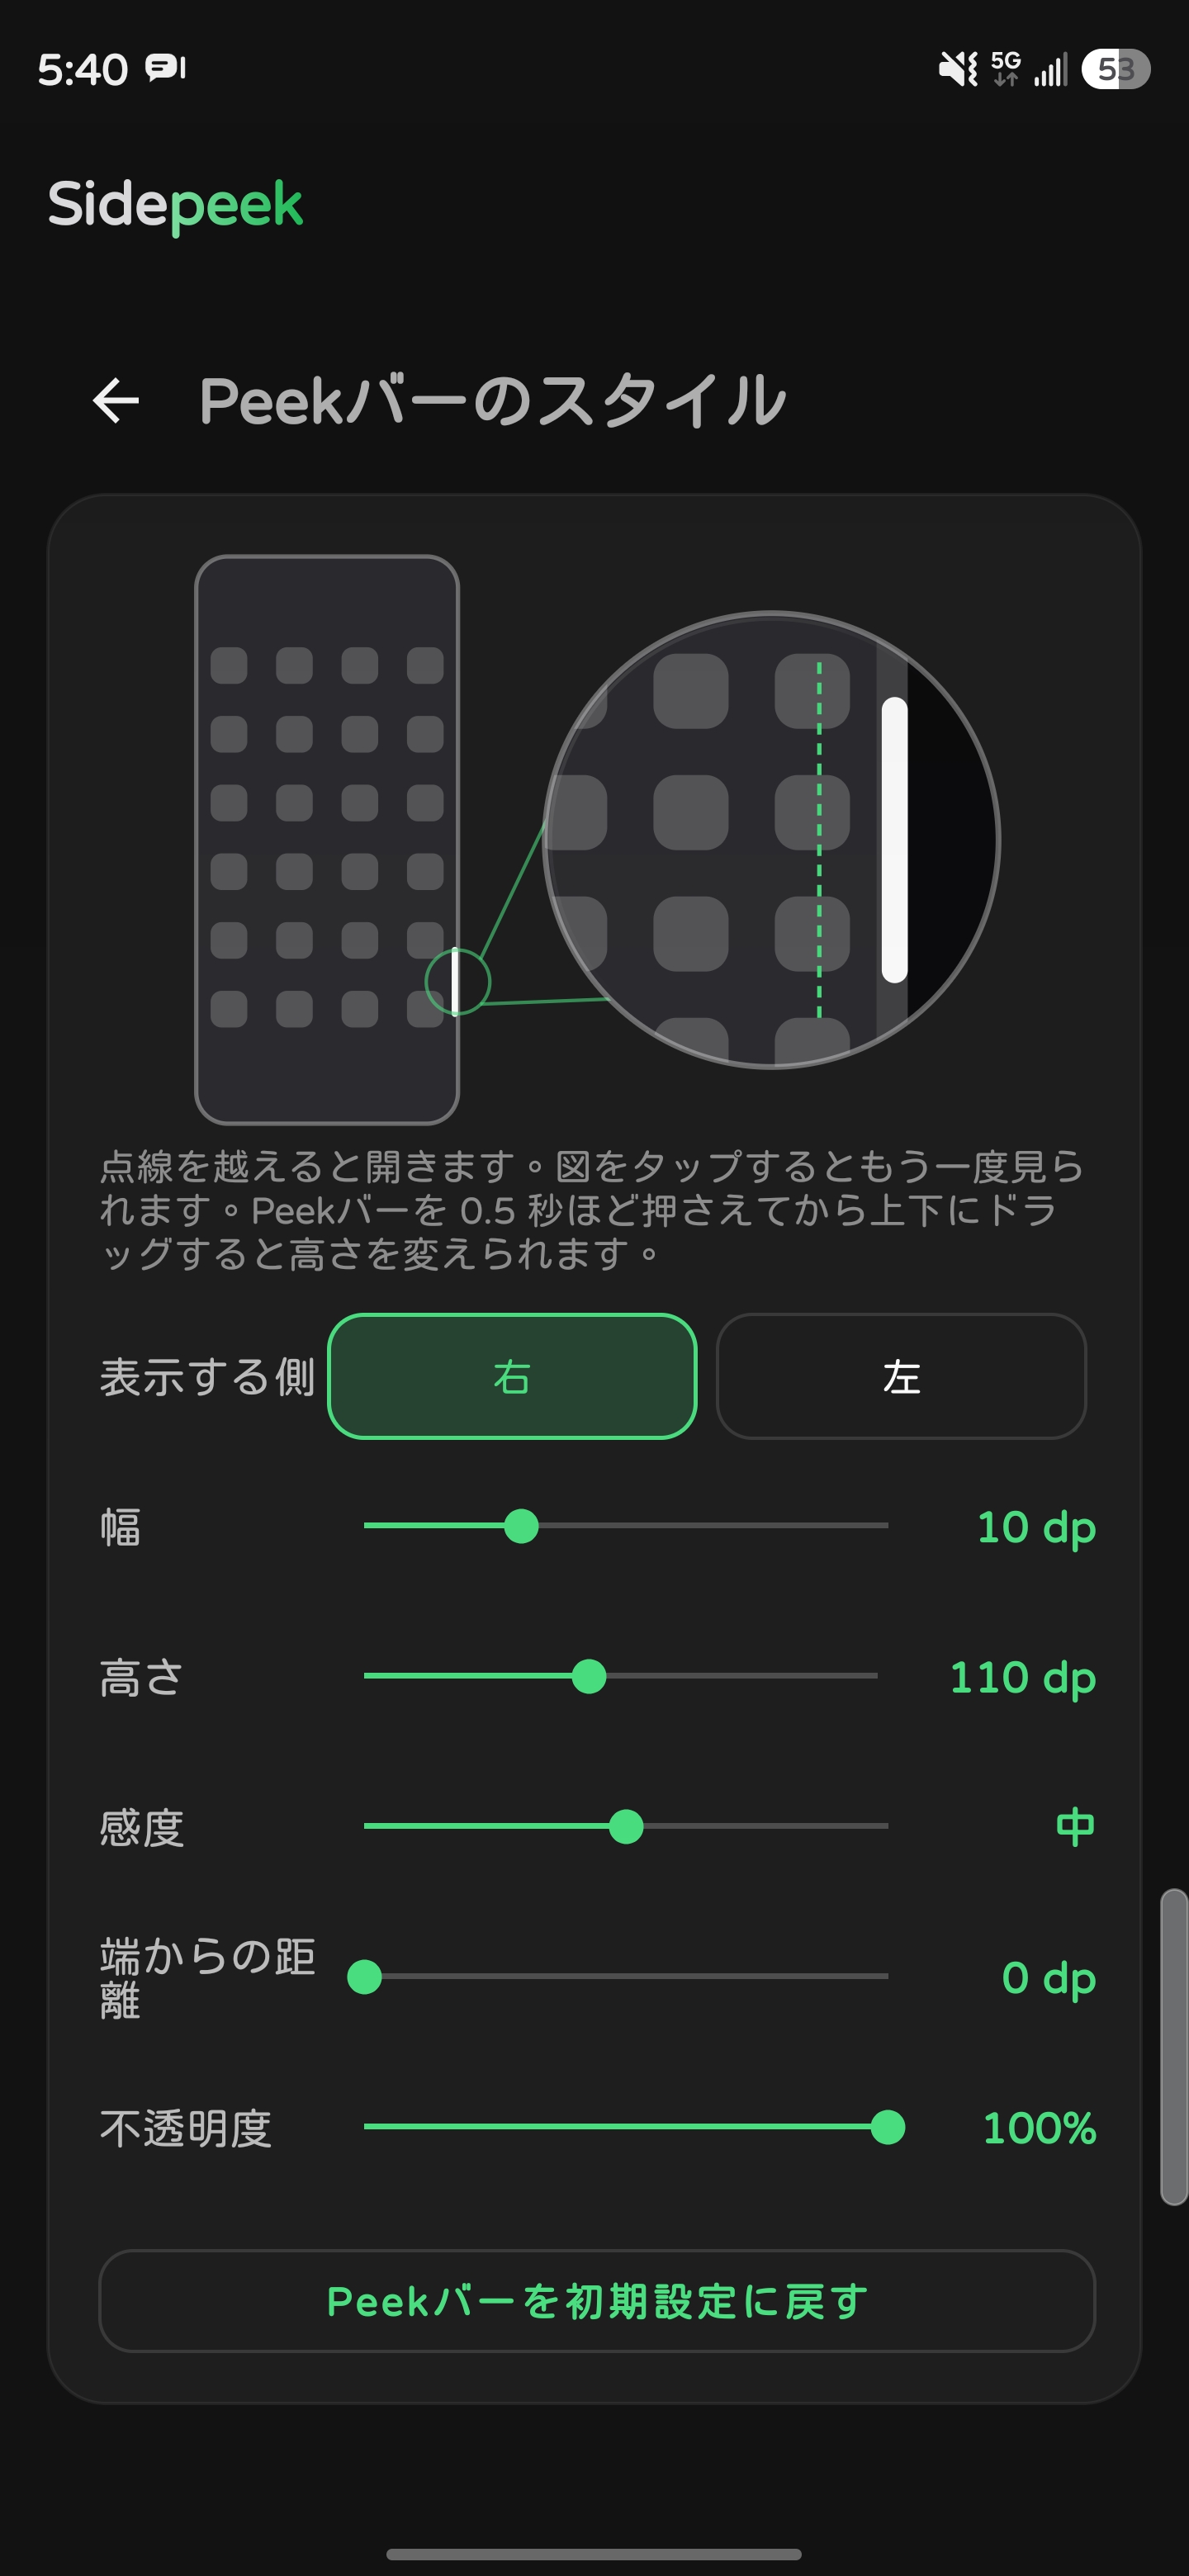 5:40
5G
53
Sidepeek
Peekバーのスタイル
点線を越えると開きます。図をタップするともう一度見ら
れます。Peekバーを 0.5 秒ほど押さえてから上下にドラ
ッグすると高さを変えられます。
表示する側
右
左
幅
10 dp
高さ
110 dp
感度
中
端からの距
離
0 dp
不透明度
100%
Peekバーを初期設定に戻す